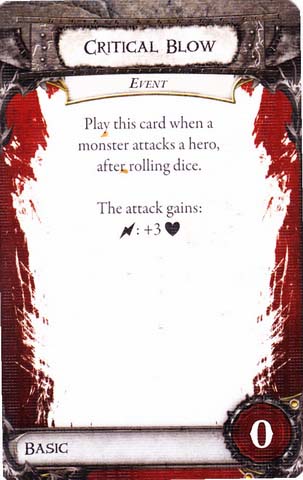 Critical Blow
Event
Play this card when a
monster attacks a hero,
after rolling dice.
The attack gains:
: +3
Basic
0